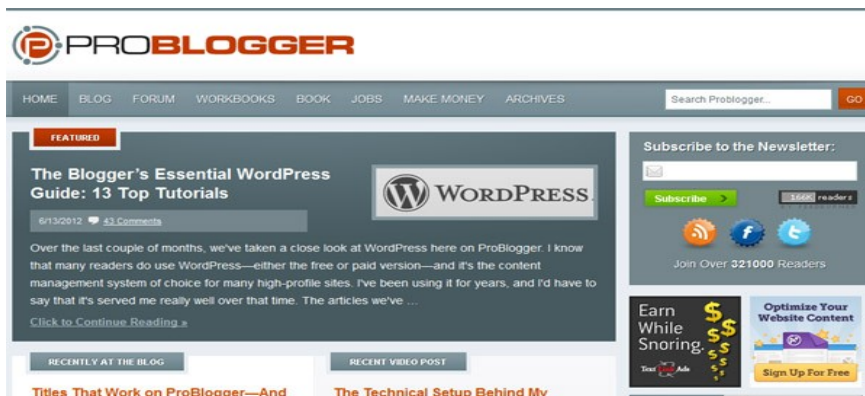 PROBLOGGER
HOME BLOG FORUM WORKBOOKS BOOK JOBS MAKE MONEY ARCHIVES
Search Problogger... GO
FEATURED
The Blogger's Essential WordPress
Guide: 13 Top Tutorials
WORDPRESS
6/13/2012 43 Comments
Over the last couple of months, we've taken a close look at WordPress here on ProBlogger. I know
that many readers do use WordPress—either the free or paid version—and it's the content
management system of choice for many high-profile sites. I've been using it for years, and I'd have to
say that it's served me really well over that time. The articles we've ...
Click to Continue Reading »
Subscribe to the Newsletter:
Subscribe >
166K readers
Join Over 321000 Readers
Earn
While
Snoring.
Text Link Ads
Optimize Your
Website Content
Sign Up For Free
RECENTLY AT THE BLOG
Titles That Work on ProBlogger—And
RECENT VIDEO POST
The Technical Setup Behind My